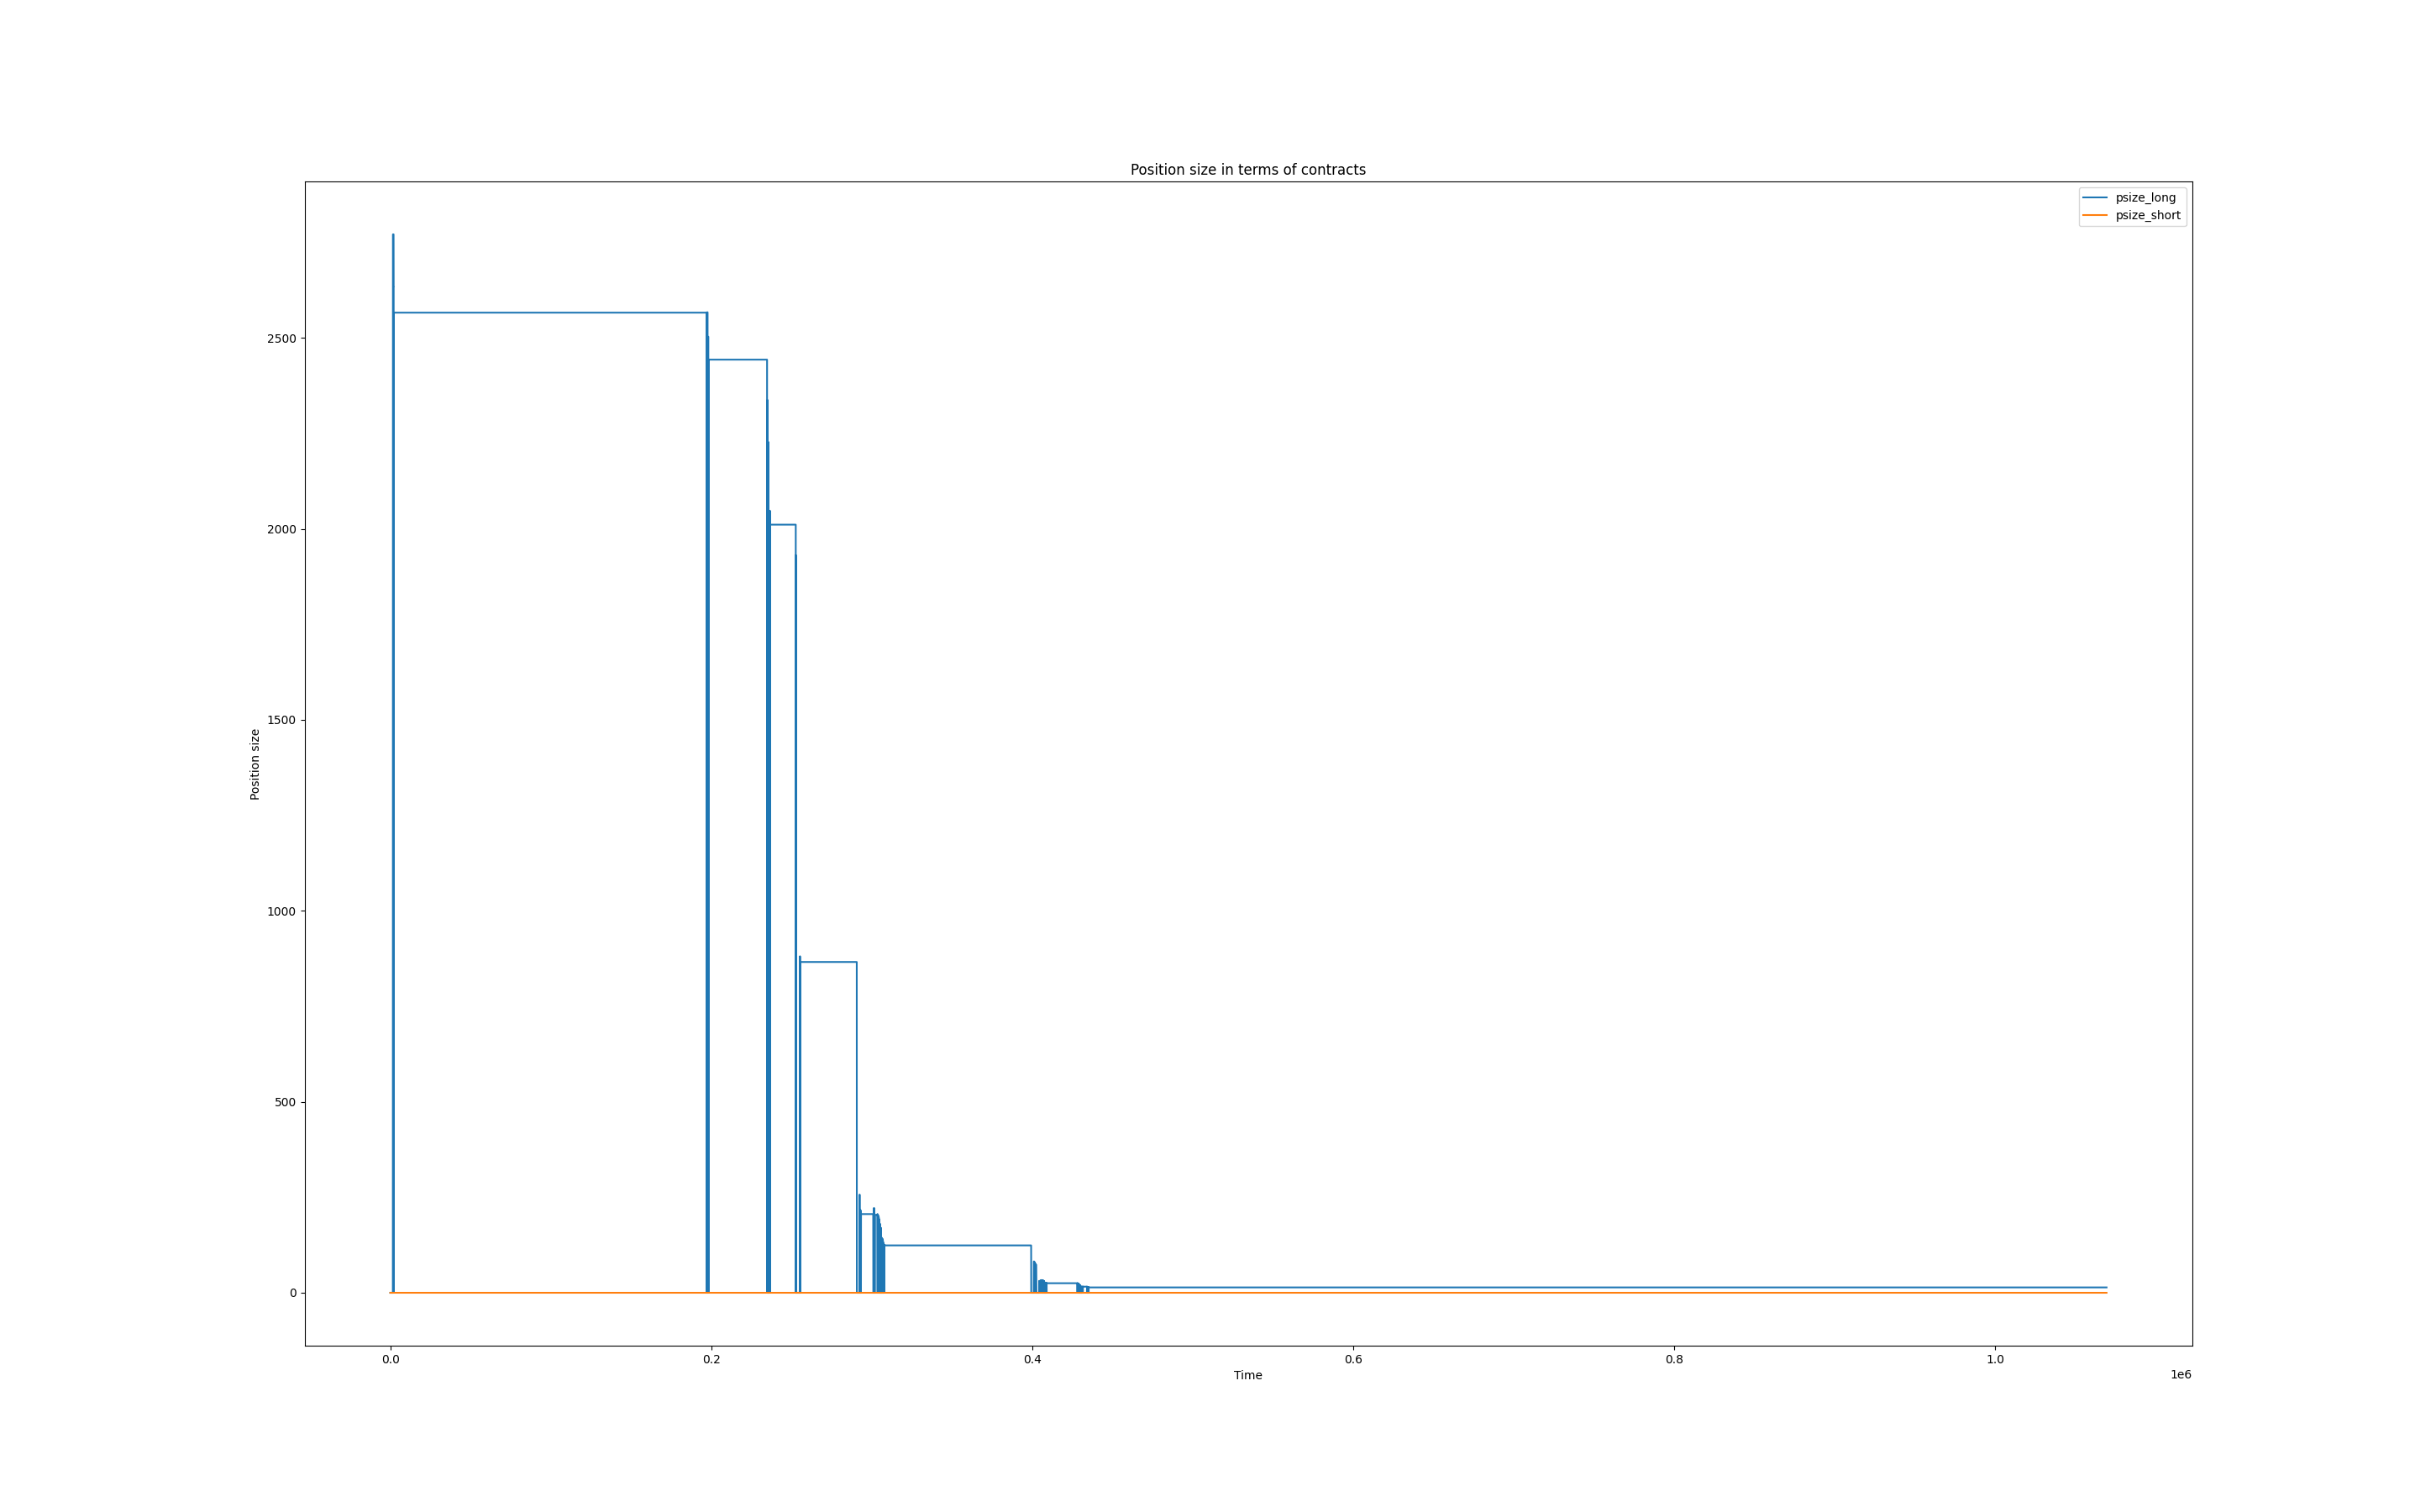 Position size in terms of contracts
psize_long
psize_short
2500
2000
1500
1000
500
0
Position size
0.0 0.2 0.4 0.6 0.8 1.0
Time
1e6